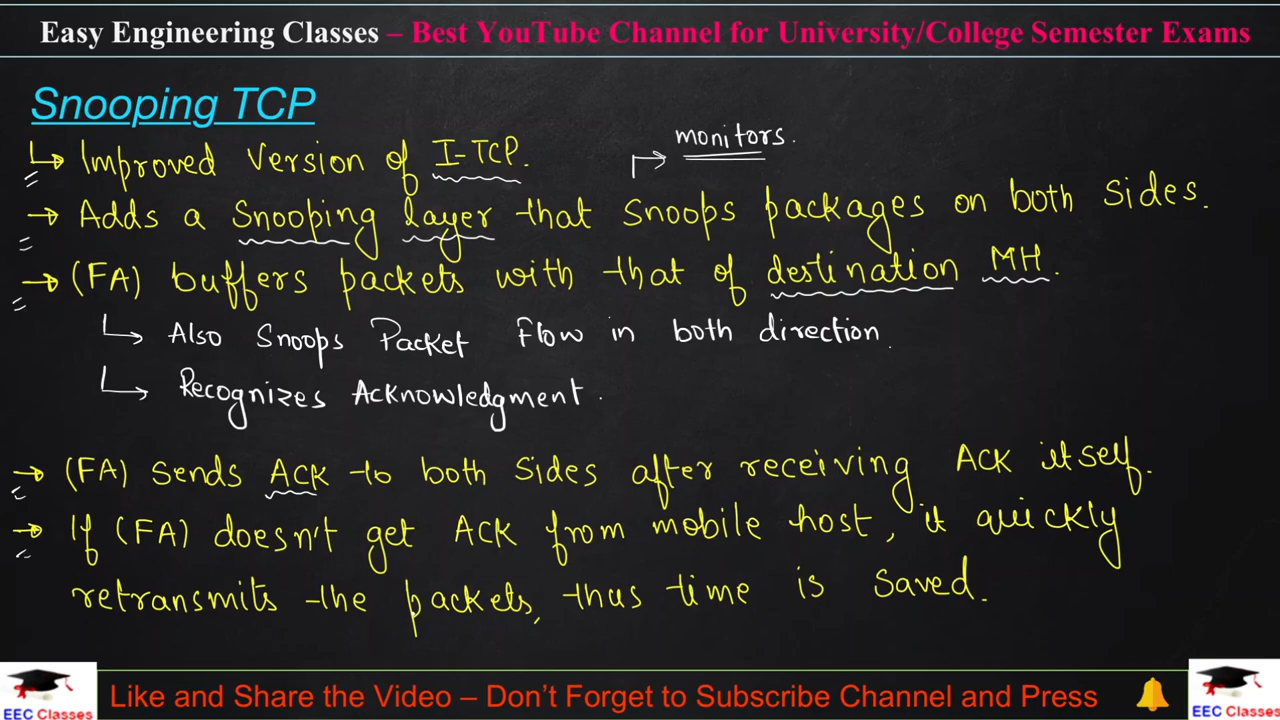 Easy Engineering Classes – Best YouTube Channel for University/College Semester Exams
Snooping TCP
monitors.
Improved Version of I-TCP.
→ Adds a Snooping layer that Snoops packages on both Sides.
→ (FA) buffers packets with that of destination MH.
Also Snoops Packet Flow in both direction.
Recognizes Acknowledgment.
→ (FA) Sends ACK to both Sides after receiving ACK itself.
→ If (FA) doesn't get ACK from mobile host, it quickly
retransmits the packets, thus time is Saved.
EEC Classes
Like and Share the Video – Don't Forget to Subscribe Channel and Press
EEC Classes